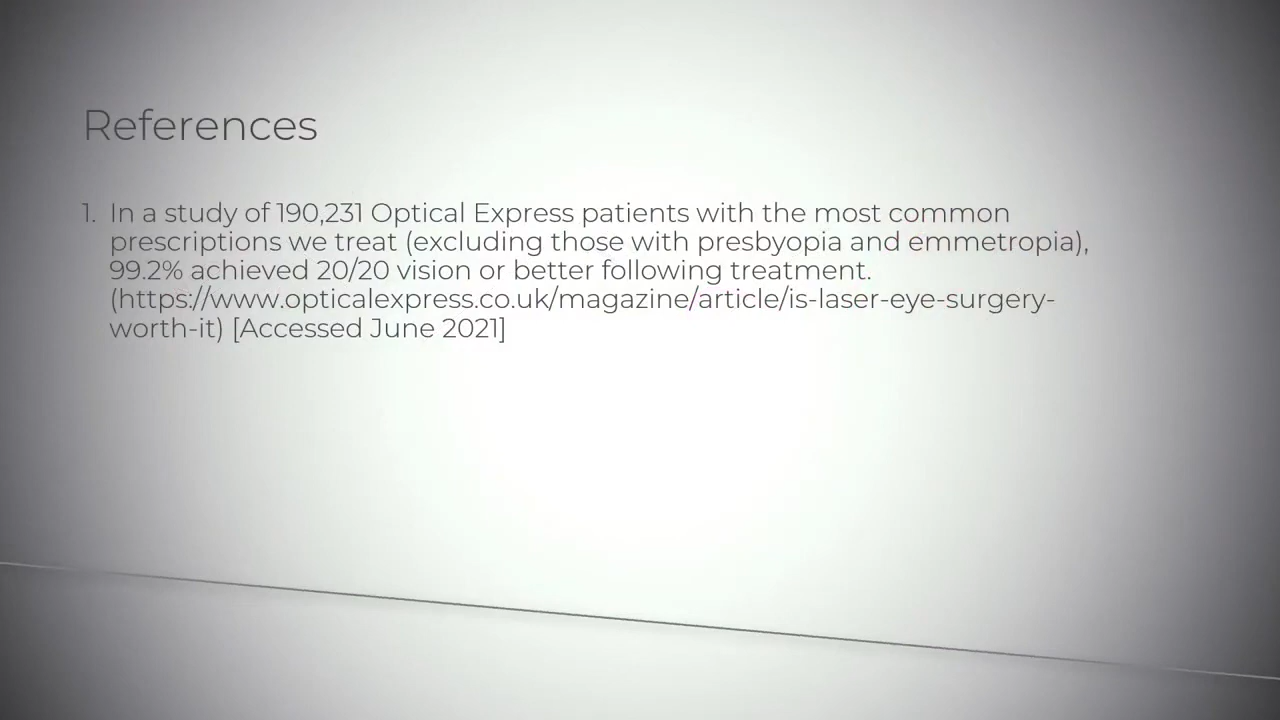 References
1. In a study of 190,231 Optical Express patients with the most common
prescriptions we treat (excluding those with presbyopia and emmetropia),
99.2% achieved 20/20 vision or better following treatment.
(https://www.opticalexpress.co.uk/magazine/article/is-laser-eye-surgery-
worth-it) [Accessed June 2021]